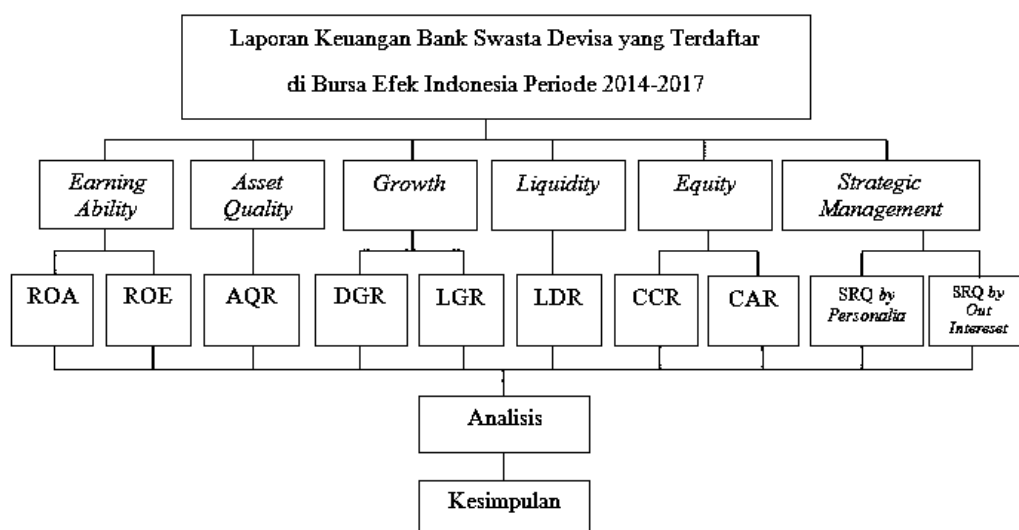 Laporan Keuangan Bank Swasta Devisa yang Terdaftar
di Bursa Efek Indonesia Periode 2014-2017
Earning
Ability
Asset
Quality
Growth
Liquidity
Equity
Strategic
Management
ROA
ROE
AQR
DGR
LGR
LDR
CCR
CAR
SRQ by
Personalia
SRQ by
Out
Intereset
Analisis
Kesimpulan